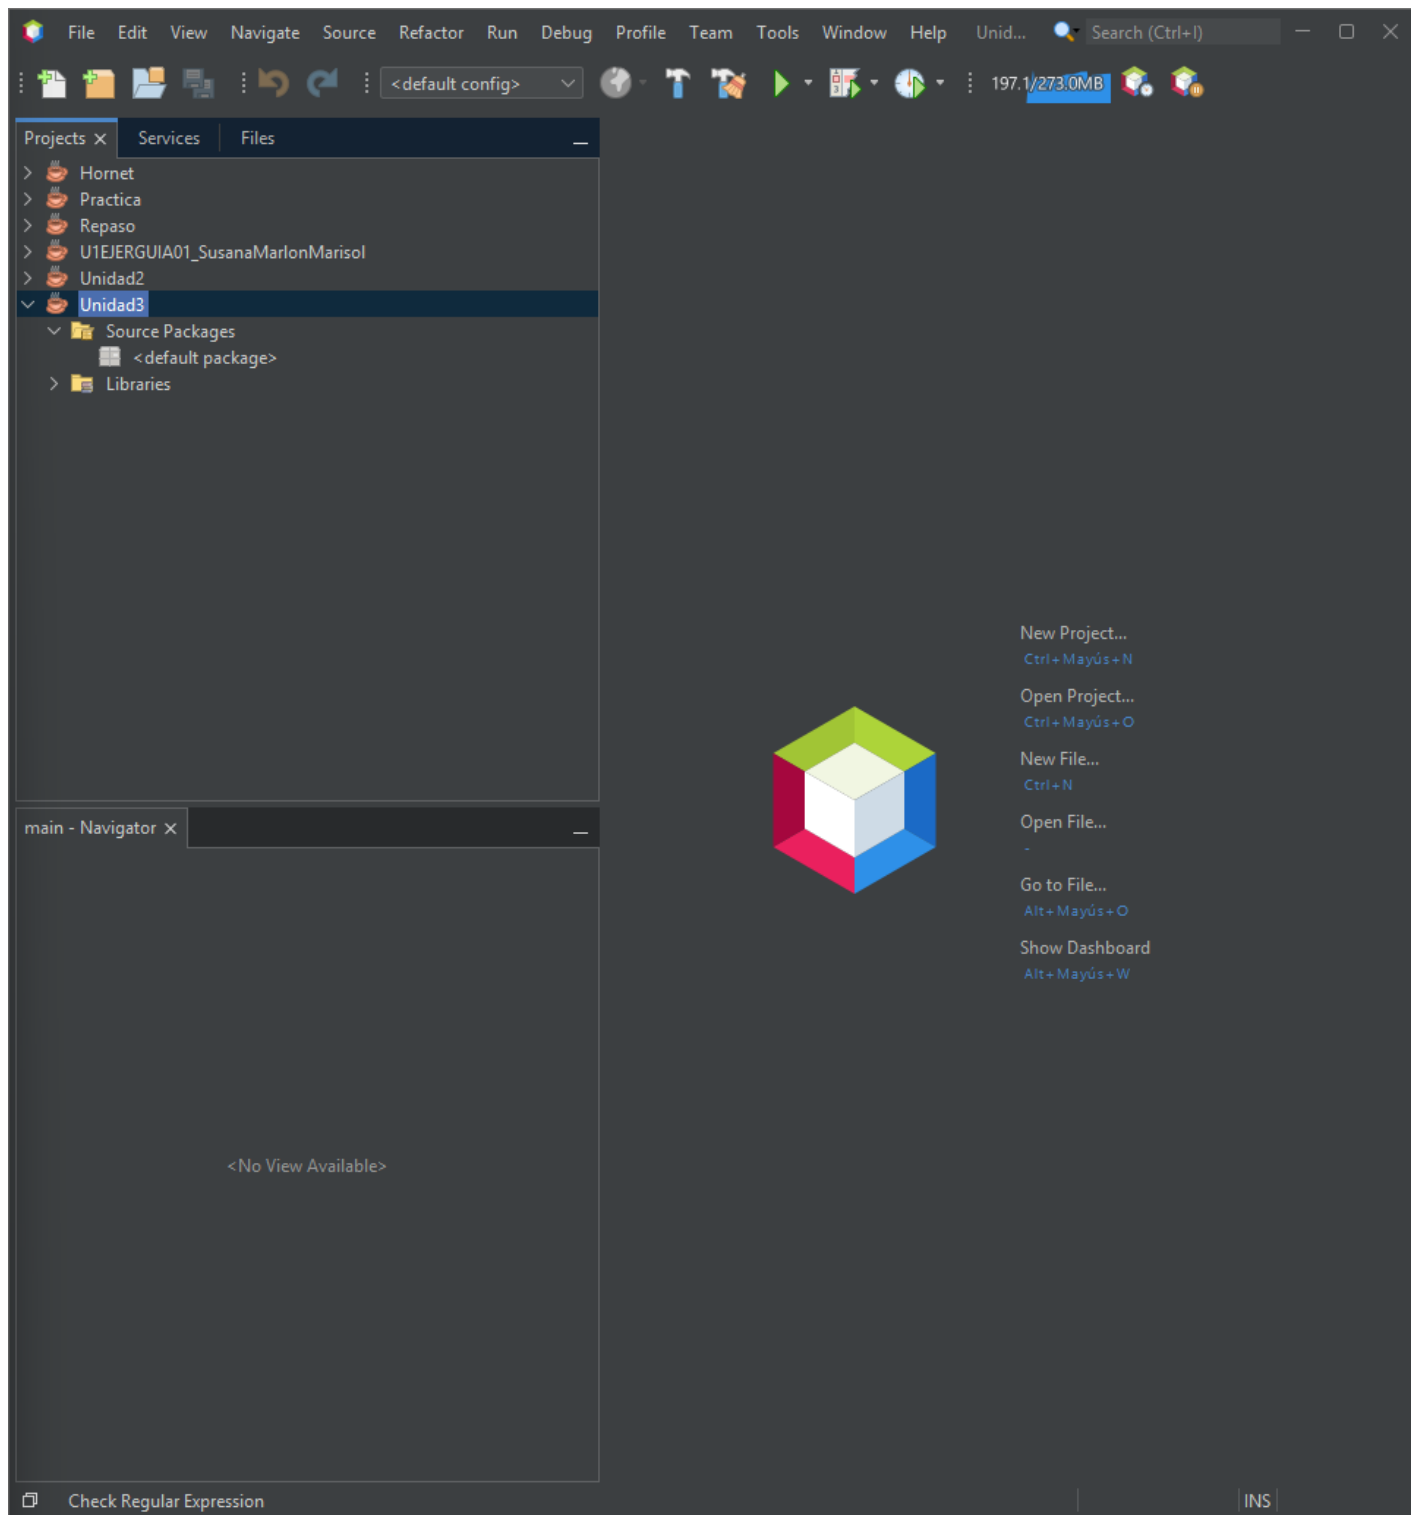 File Edit View Navigate Source Refactor Run Debug Profile Team Tools Window Help Unid... Search (Ctrl+I)
<default config> 197.1/273.0MB
Projects Services Files
Hornet
Practica
Repaso
U1EJERGUIA01_SusanaMarlonMarisol
Unidad2
Unidad3
Source Packages
<default package>
Libraries
main - Navigator
<No View Available>
New Project...
Ctrl+Mayús+N
Open Project...
Ctrl+Mayús+O
New File...
Ctrl+N
Open File...
-
Go to File...
Alt+Mayús+O
Show Dashboard
Alt+Mayús+W
Check Regular Expression INS